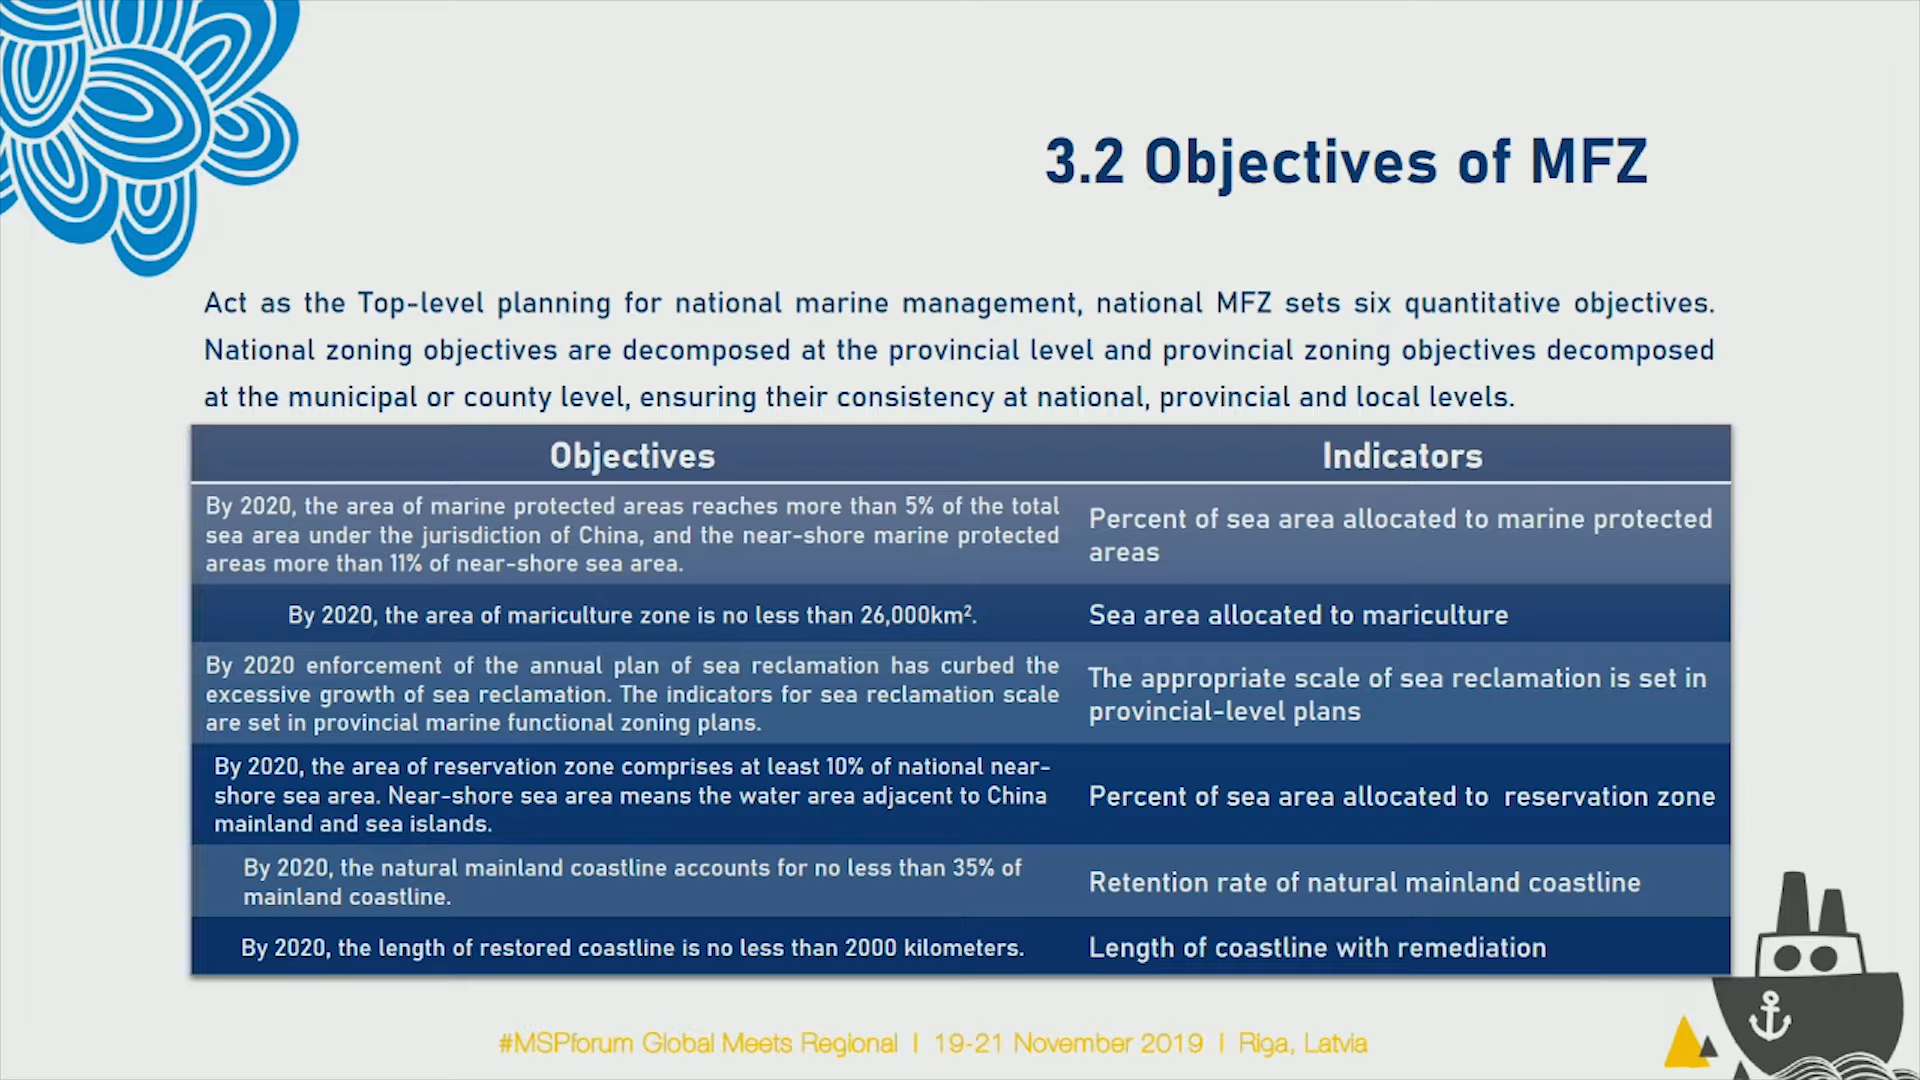 3.2 Objectives of MFZ
Act as the Top-level planning for national marine management, national MFZ sets six quantitative objectives.
National zoning objectives are decomposed at the provincial level and provincial zoning objectives decomposed
at the municipal or county level, ensuring their consistency at national, provincial and local levels.
Objectives
Indicators
By 2020, the area of marine protected areas reaches more than 5% of the total
sea area under the jurisdiction of China, and the near-shore marine protected
areas more than 11% of near-shore sea area.
Percent of sea area allocated to marine protected
areas
By 2020, the area of mariculture zone is no less than 26,000km².
Sea area allocated to mariculture
By 2020 enforcement of the annual plan of sea reclamation has curbed the
excessive growth of sea reclamation. The indicators for sea reclamation scale
are set in provincial marine functional zoning plans.
The appropriate scale of sea reclamation is set in
provincial-level plans
By 2020, the area of reservation zone comprises at least 10% of national near-
shore sea area. Near-shore sea area means the water area adjacent to China
mainland and sea islands.
Percent of sea area allocated to reservation zone
By 2020, the natural mainland coastline accounts for no less than 35% of
mainland coastline.
Retention rate of natural mainland coastline
By 2020, the length of restored coastline is no less than 2000 kilometers.
Length of coastline with remediation
#MSPforum Global Meets Regional | 19-21 November 2019 | Riga, Latvia